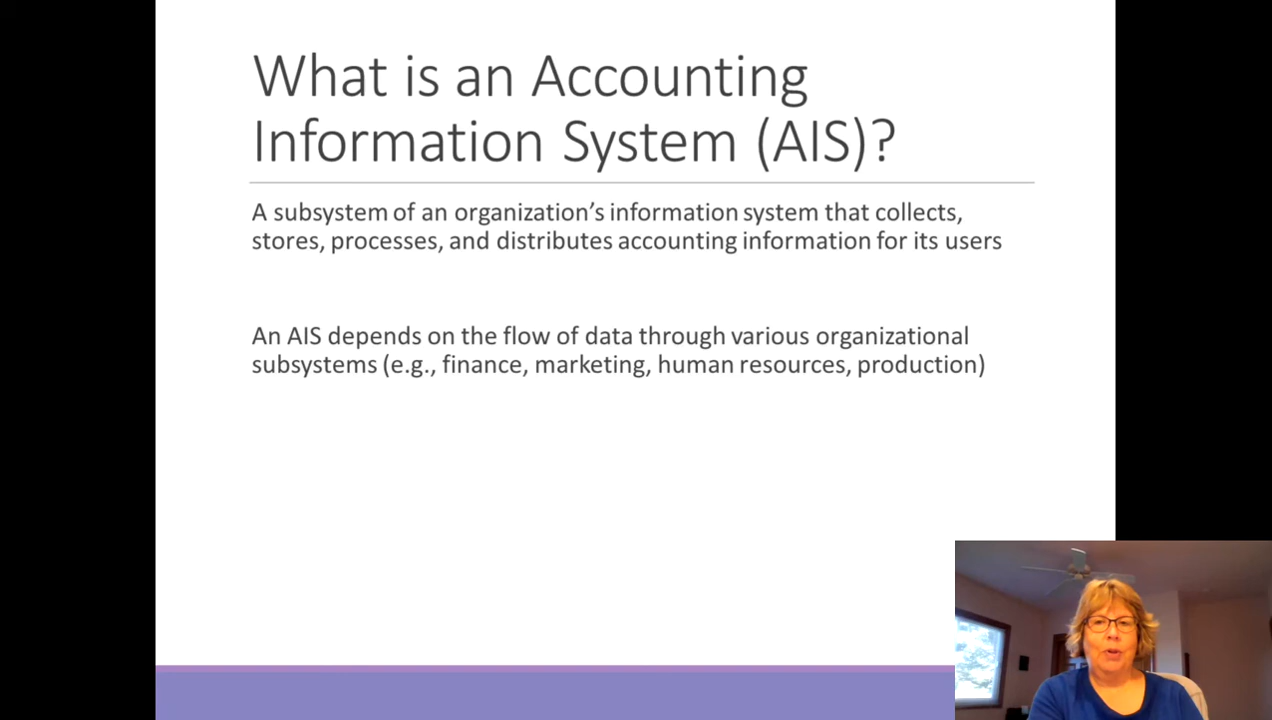 What is an Accounting
Information System (AIS)?
A subsystem of an organization’s information system that collects,
stores, processes, and distributes accounting information for its users
An AIS depends on the flow of data through various organizational
subsystems (e.g., finance, marketing, human resources, production)